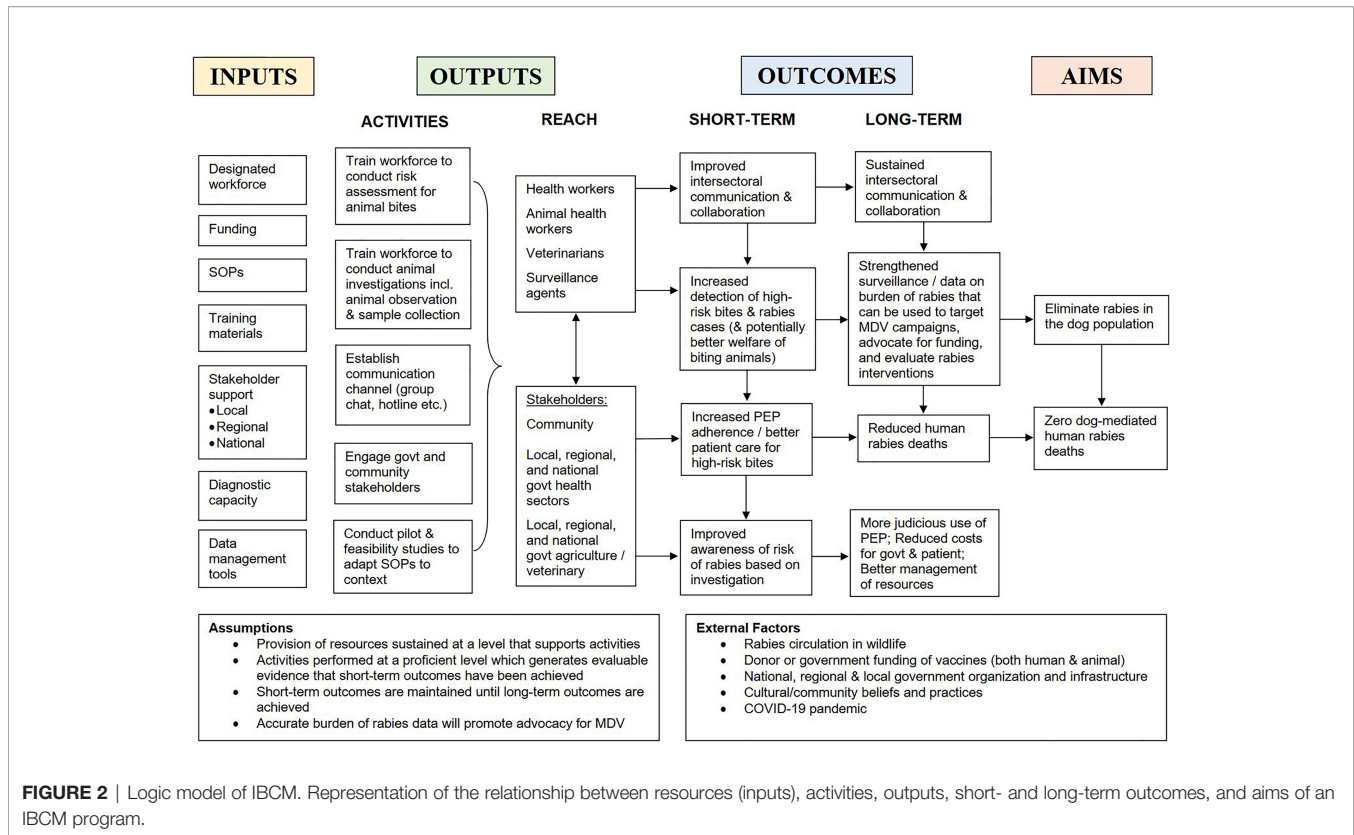 INPUTS
OUTPUTS
OUTCOMES
AIMS
ACTIVITIES
REACH
SHORT-TERM
LONG-TERM
Designated
workforce
Funding
SOPs
Training
materials
Stakeholder
support
●Local
●Regional
●National
Diagnostic
capacity
Data
management
tools
Train workforce to
conduct risk
assessment for
animal bites
Train workforce to
conduct animal
investigations incl.
animal observation
& sample collection
Establish
communication
channel (group
chat, hotline etc.)
Engage govt and
community
stakeholders
Conduct pilot &
feasibility studies to
adapt SOPs to
context
Health workers
Animal health
workers
Veterinarians
Surveillance
agents
Stakeholders:
Community
Local, regional,
and national
govt health
sectors
Local, regional,
and national
govt agriculture /
veterinary
Improved
intersectoral
communication &
collaboration
Increased
detection of high-
risk bites & rabies
cases (& potentially
better welfare of
biting animals)
Increased PEP
adherence / better
patient care for
high-risk bites
Improved
awareness of risk
of rabies based on
investigation
Sustained
intersectoral
communication &
collaboration
Strengthened
surveillance / data on
burden of rabies that
can be used to target
MDV campaigns,
advocate for funding,
and evaluate rabies
interventions
Reduced human
rabies deaths
More judicious use of
PEP; Reduced costs
for govt & patient;
Better management
of resources
Eliminate rabies in
the dog population
Zero dog-mediated
human rabies
deaths
Assumptions
● Provision of resources sustained at a level that supports activities
● Activities performed at a proficient level which generates evaluable
evidence that short-term outcomes have been achieved
● Short-term outcomes are maintained until long-term outcomes are
achieved
● Accurate burden of rabies data will promote advocacy for MDV
External Factors
● Rabies circulation in wildlife
● Donor or government funding of vaccines (both human & animal)
● National, regional & local government organization and infrastructure
● Cultural/community beliefs and practices
● COVID-19 pandemic
FIGURE 2 | Logic model of IBCM. Representation of the relationship between resources (inputs), activities, outputs, short- and long-term outcomes, and aims of an
IBCM program.